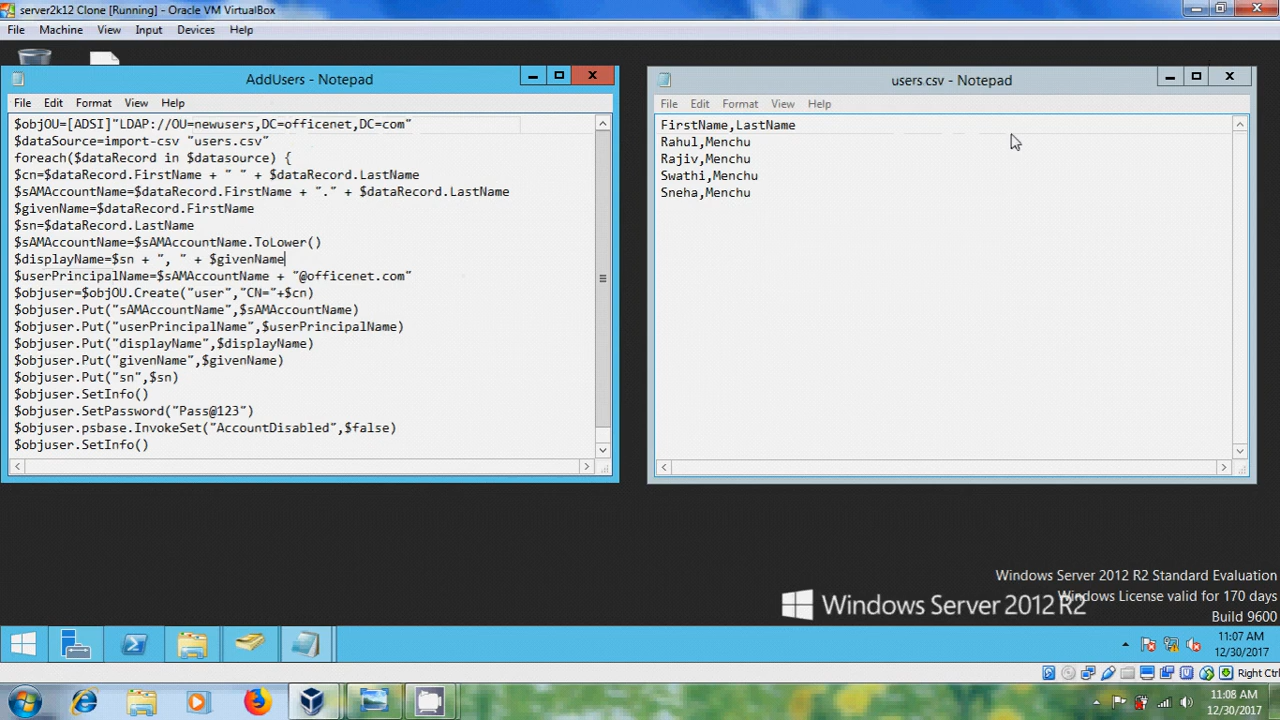 server2k12 Clone [Running] - Oracle VM VirtualBox
File Machine View Input Devices Help
AddUsers - Notepad
File Edit Format View Help
$objOU=[ADSI]"LDAP://OU=newusers,DC=officenet,DC=com"
$dataSource=import-csv "users.csv"
foreach($dataRecord in $datasource) {
$cn=$dataRecord.FirstName + " " + $dataRecord.LastName
$sAMAccountName=$dataRecord.FirstName + "." + $dataRecord.LastName
$givenName=$dataRecord.FirstName
$sn=$dataRecord.LastName
$sAMAccountName=$sAMAccountName.ToLower()
$displayName=$sn + ", " + $givenName
$userPrincipalName=$sAMAccountName + "@officenet.com"
$objuser=$objOU.Create("user","CN="+$cn)
$objuser.Put("sAMAccountName",$sAMAccountName)
$objuser.Put("userPrincipalName",$userPrincipalName)
$objuser.Put("displayName",$displayName)
$objuser.Put("givenName",$givenName)
$objuser.Put("sn",$sn)
$objuser.SetInfo()
$objuser.SetPassword("Pass@123")
$objuser.psbase.InvokeSet("AccountDisabled",$false)
$objuser.SetInfo()
users.csv - Notepad
File Edit Format View Help
FirstName,LastName
Rahul,Menchu
Rajiv,Menchu
Swathi,Menchu
Sneha,Menchu
Windows Server 2012 R2 Standard Evaluation
Windows License valid for 170 days
Build 9600
Windows Server 2012 R2
11:07 AM
12/30/2017
Right Ctrl
11:08 AM
12/30/2017